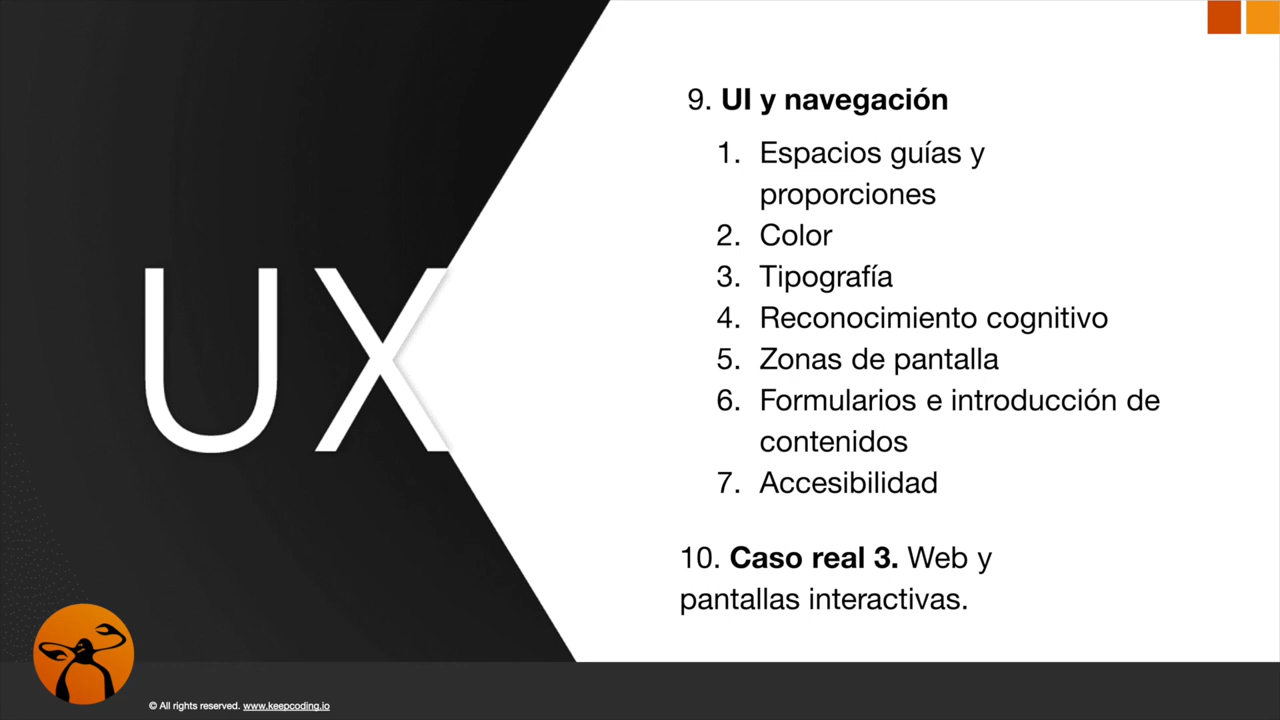 UX
9. UI y navegación
1. Espacios guías y
proporciones
2. Color
3. Tipografía
4. Reconocimiento cognitivo
5. Zonas de pantalla
6. Formularios e introducción de
contenidos
7. Accesibilidad
10. Caso real 3. Web y
pantallas interactivas.
© All rights reserved. www.keepcoding.io